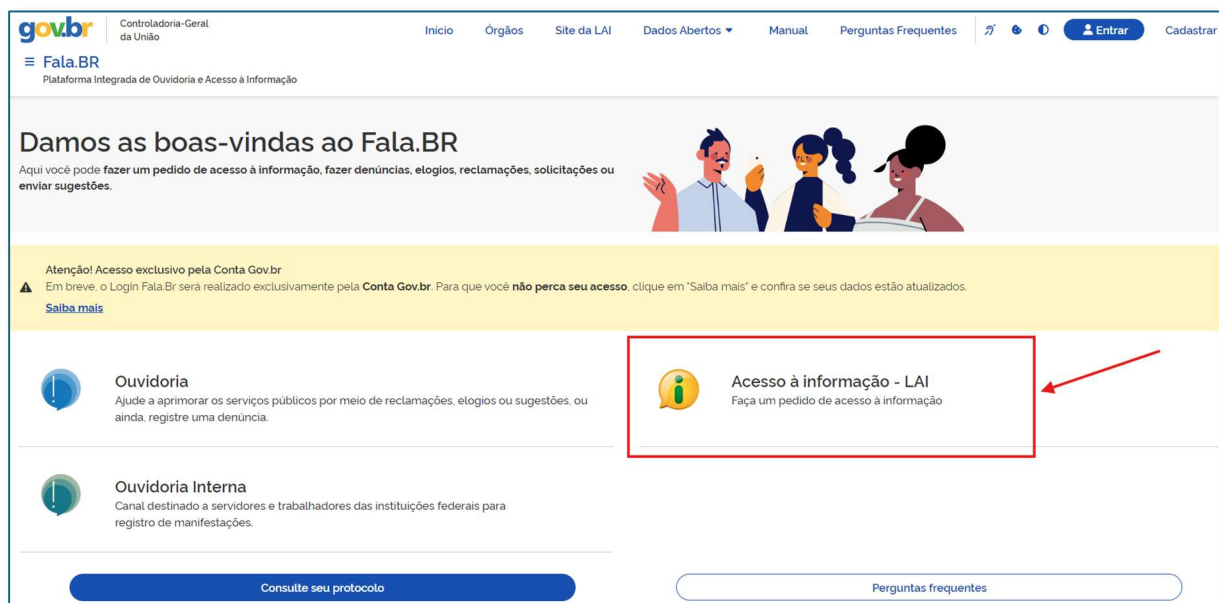 gov.br
Controladoria-Geral
da União
Início
Órgãos
Site da LAI
Dados Abertos
Manual
Perguntas Frequentes
Entrar
Cadastrar
Fala.BR
Plataforma Integrada de Ouvidoria e Acesso à Informação
Damos as boas-vindas ao Fala.BR
Aqui você pode fazer um pedido de acesso à informação, fazer denúncias, elogios, reclamações, solicitações ou
enviar sugestões.
Atenção! Acesso exclusivo pela Conta Gov.br
Em breve, o Login Fala.Br será realizado exclusivamente pela Conta Gov.br. Para que você não perca seu acesso, clique em "Saiba mais" e confira se seus dados estão atualizados.
Saiba mais
Ouvidoria
Ajude a aprimorar os serviços públicos por meio de reclamações, elogios ou sugestões, ou
ainda, registre uma denúncia.
Acesso à informação - LAI
Faça um pedido de acesso à informação
Ouvidoria Interna
Canal destinado a servidores e trabalhadores das instituições federais para
registro de manifestações.
Consulte seu protocolo
Perguntas frequentes